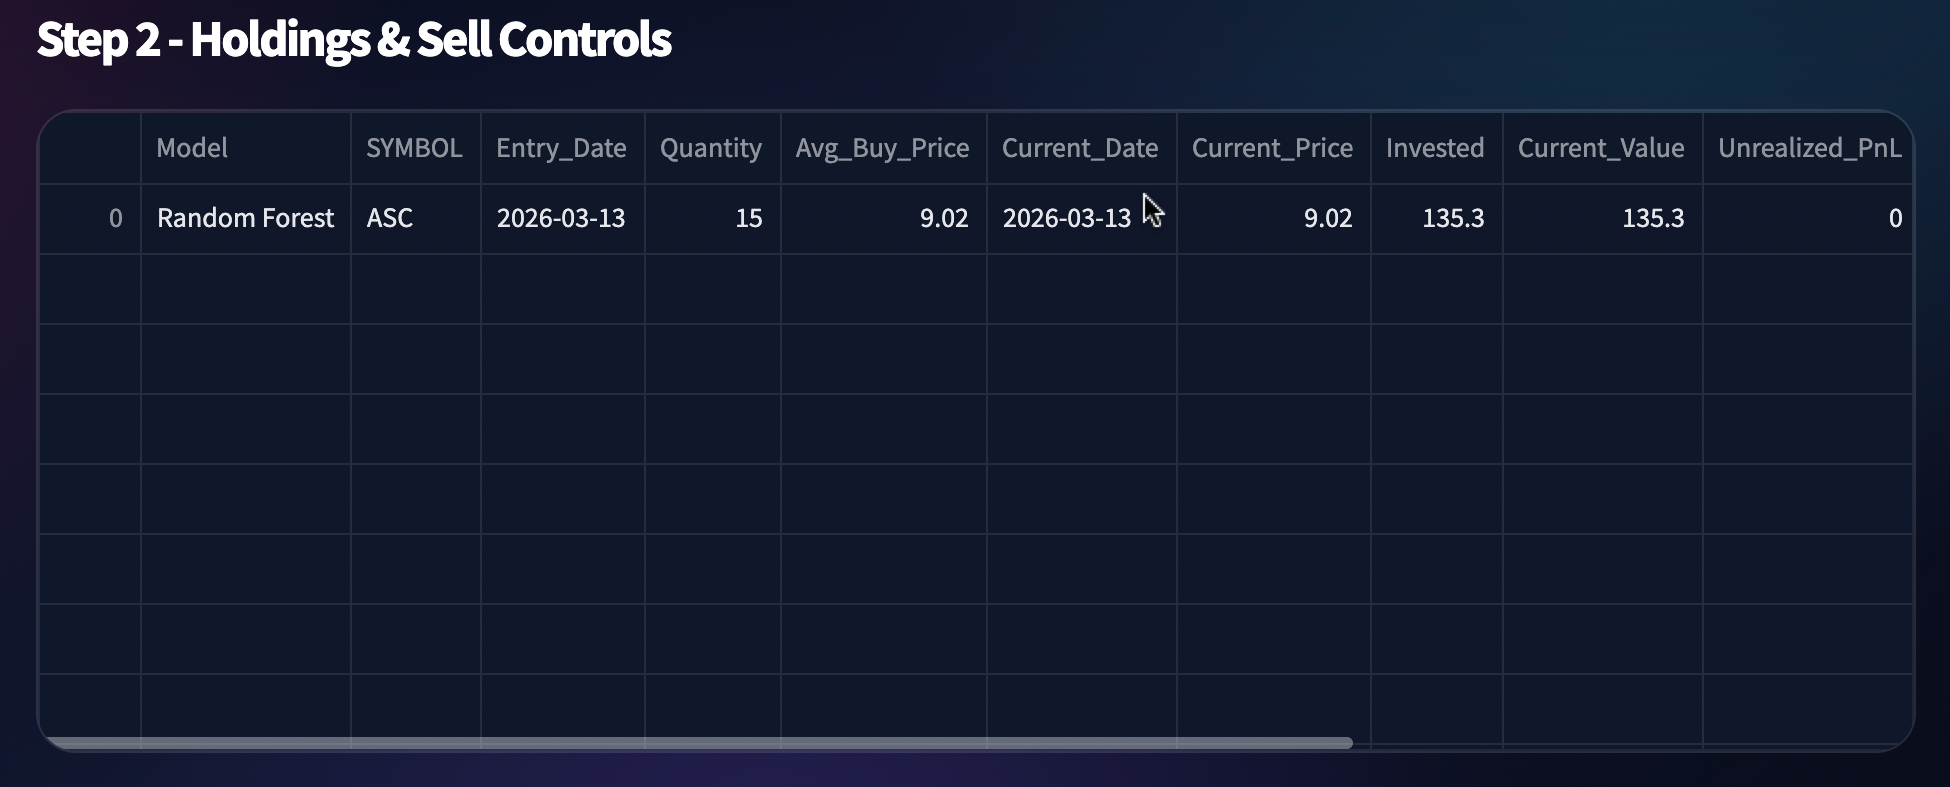 Step 2 - Holdings & Sell Controls
Model SYMBOL Entry_Date Quantity Avg_Buy_Price Current_Date Current_Price Invested Current_Value Unrealized_PnL
0 Random Forest ASC 2026-03-13 15 9.02 2026-03-13 9.02 135.3 135.3 0